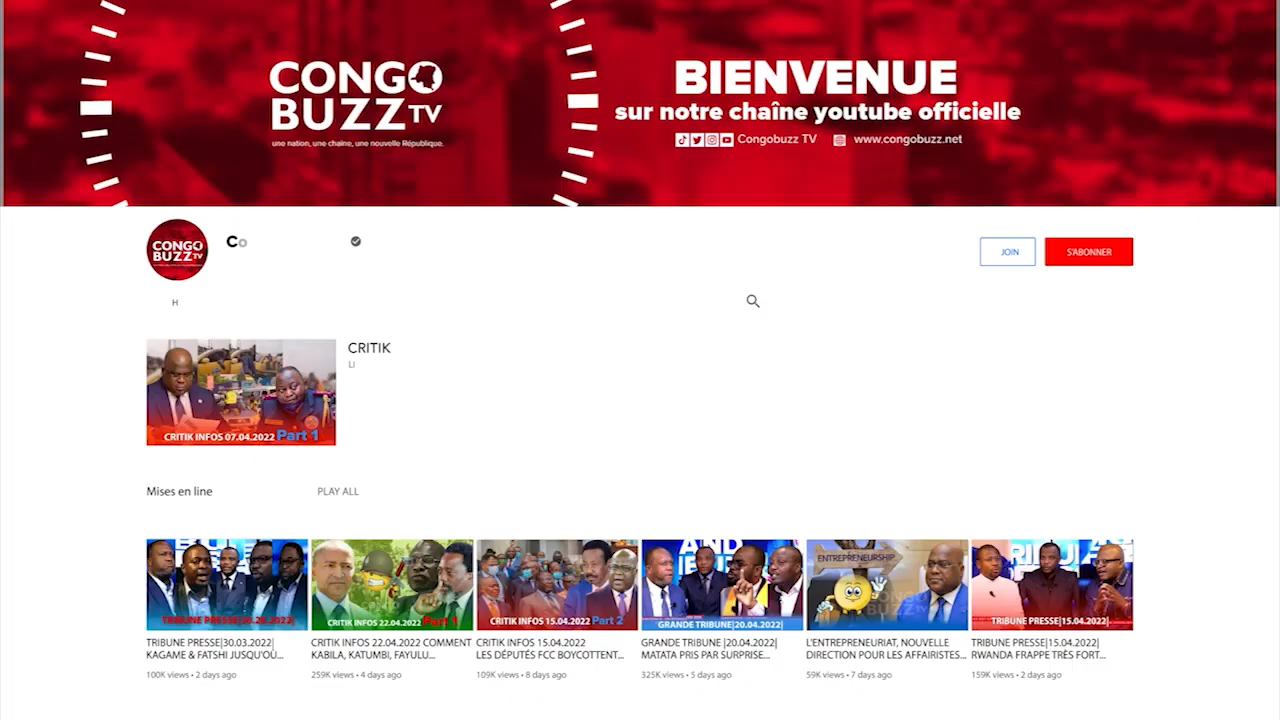 CONGO
BUZZ TV
une nation, une chaine, une nouvelle République.
BIENVENUE
sur notre chaîne youtube officielle
Congobuzz TV www.congobuzz.net
CONGO
BUZZ TV
Co
JOIN
S'ABONNER
H
CRITIK
LI
CRITIK INFOS 07.04.2022 Part 1
Mises en line
PLAY ALL
TRIBUNE PRESSE|30.20.2022|
CRITIK INFOS 22.04.2022 Part 1
CRITIK INFOS 15.04.2022 Part 2
GRANDE TRIBUNE|20.04.2022|
ENTREPRENEURSHIP
CONGO
BUZZ TV
TRIBUNE PRESSE|15.04.2022|
TRIBUNE PRESSE|30.03.2022|
KAGAME & FATSHI JUSQU'OÙ...
100K views • 2 days ago
CRITIK INFOS 22.04.2022 COMMENT
KABILA, KATUMBI, FAYULU...
259K views • 4 days ago
CRITIK INFOS 15.04.2022
LES DÉPUTÉS FCC BOYCOTTENT...
109K views • 8 days ago
GRANDE TRIBUNE |20.04.2022|
MATATA PRIS PAR SURPRISE...
325K views • 5 days ago
L'ENTREPRENEURIAT, NOUVELLE
DIRECTION POUR LES AFFAIRISTES...
59K views • 7 days ago
TRIBUNE PRESSE|15.04.2022|
RWANDA FRAPPE TRÈS FORT...
159K views • 2 days ago